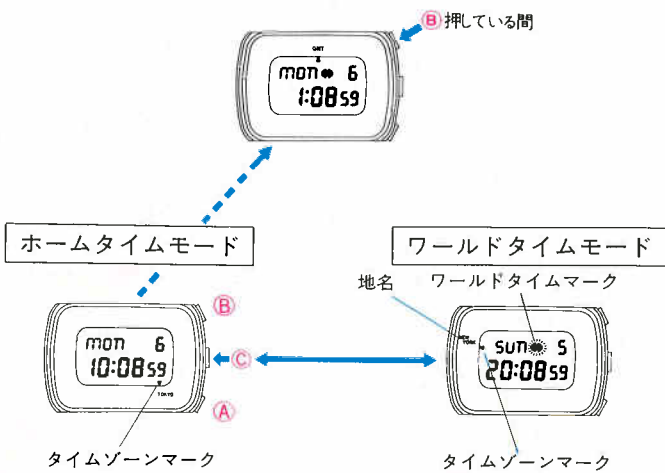 Ⓑ押している間
GMT
MON 6
1:08 59
ホームタイムモード
ワールドタイムモード
地名
ワールドタイムマーク
Ⓑ
MON 6
10:08 59
TOKYO
Ⓒ
Ⓐ
NEW
YORK
SUN 5
20:08 59
タイムゾーンマーク
タイムゾーンマーク